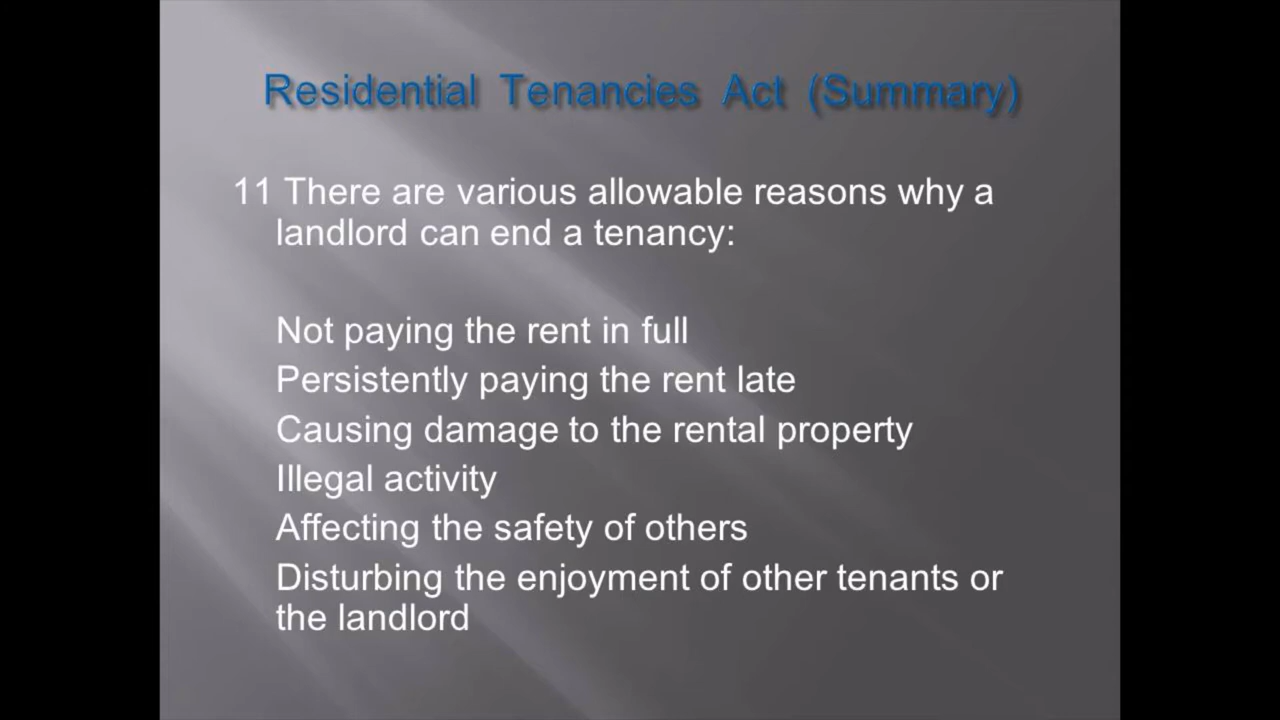 Residential Tenancies Act (Summary)
11 There are various allowable reasons why a
landlord can end a tenancy:
Not paying the rent in full
Persistently paying the rent late
Causing damage to the rental property
Illegal activity
Affecting the safety of others
Disturbing the enjoyment of other tenants or
the landlord